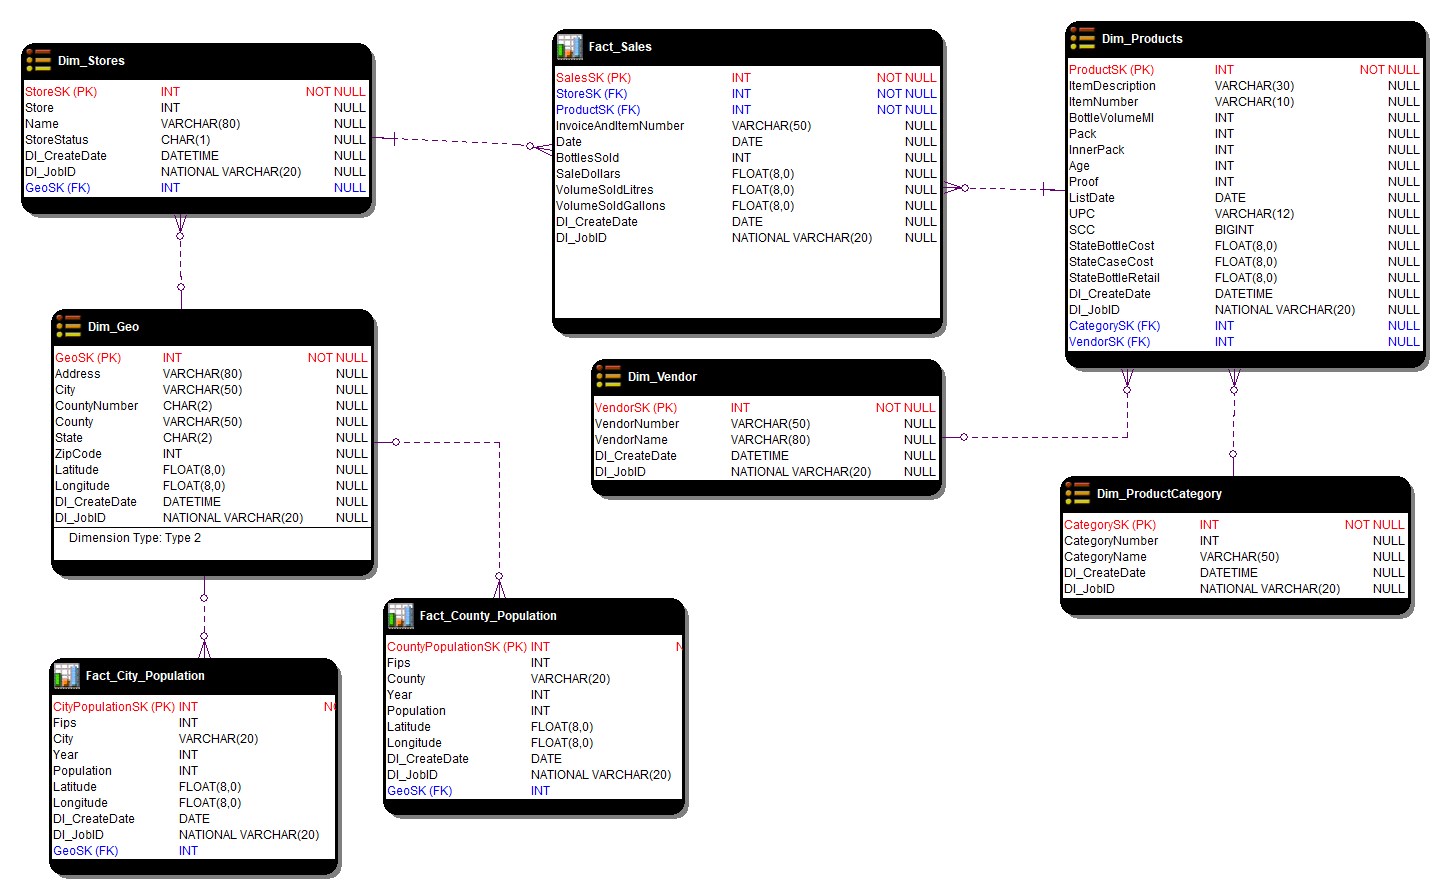 Dim_Stores
StoreSK (PK) INT NOT NULL
Store INT NULL
Name VARCHAR(80) NULL
StoreStatus CHAR(1) NULL
DI_CreateDate DATETIME NULL
DI_JobID NATIONAL VARCHAR(20) NULL
GeoSK (FK) INT NULL
Fact_Sales
SalesSK (PK) INT NOT NULL
StoreSK (FK) INT NOT NULL
ProductSK (FK) INT NOT NULL
InvoiceAndItemNumber VARCHAR(50) NULL
Date DATE NULL
BottlesSold INT NULL
SaleDollars FLOAT(8,0) NULL
VolumeSoldLitres FLOAT(8,0) NULL
VolumeSoldGallons FLOAT(8,0) NULL
DI_CreateDate DATE NULL
DI_JobID NATIONAL VARCHAR(20) NULL
Dim_Products
ProductSK (PK) INT NOT NULL
ItemDescription VARCHAR(30) NULL
ItemNumber VARCHAR(10) NULL
BottleVolumeMl INT NULL
Pack INT NULL
InnerPack INT NULL
Age INT NULL
Proof INT NULL
ListDate DATE NULL
UPC VARCHAR(12) NULL
SCC BIGINT NULL
StateBottleCost FLOAT(8,0) NULL
StateCaseCost FLOAT(8,0) NULL
StateBottleRetail FLOAT(8,0) NULL
DI_CreateDate DATETIME NULL
DI_JobID NATIONAL VARCHAR(20) NULL
CategorySK (FK) INT NULL
VendorSK (FK) INT NULL
Dim_Geo
GeoSK (PK) INT NOT NULL
Address VARCHAR(80) NULL
City VARCHAR(50) NULL
CountyNumber CHAR(2) NULL
County VARCHAR(50) NULL
State CHAR(2) NULL
ZipCode INT NULL
Latitude FLOAT(8,0) NULL
Longitude FLOAT(8,0) NULL
DI_CreateDate DATETIME NULL
DI_JobID NATIONAL VARCHAR(20) NULL
Dimension Type: Type 2
Dim_Vendor
VendorSK (PK) INT NOT NULL
VendorNumber VARCHAR(50) NULL
VendorName VARCHAR(80) NULL
DI_CreateDate DATETIME NULL
DI_JobID NATIONAL VARCHAR(20) NULL
Dim_ProductCategory
CategorySK (PK) INT NOT NULL
CategoryNumber INT NULL
CategoryName VARCHAR(50) NULL
DI_CreateDate DATETIME NULL
DI_JobID NATIONAL VARCHAR(20) NULL
Fact_County_Population
CountyPopulationSK (PK) INT
Fips INT
County VARCHAR(20)
Year INT
Population INT
Latitude FLOAT(8,0)
Longitude FLOAT(8,0)
DI_CreateDate DATE
DI_JobID NATIONAL VARCHAR(20)
GeoSK (FK) INT
Fact_City_Population
CityPopulationSK (PK) INT
Fips INT
City VARCHAR(20)
Year INT
Population INT
Latitude FLOAT(8,0)
Longitude FLOAT(8,0)
DI_CreateDate DATE
DI_JobID NATIONAL VARCHAR(20)
GeoSK (FK) INT